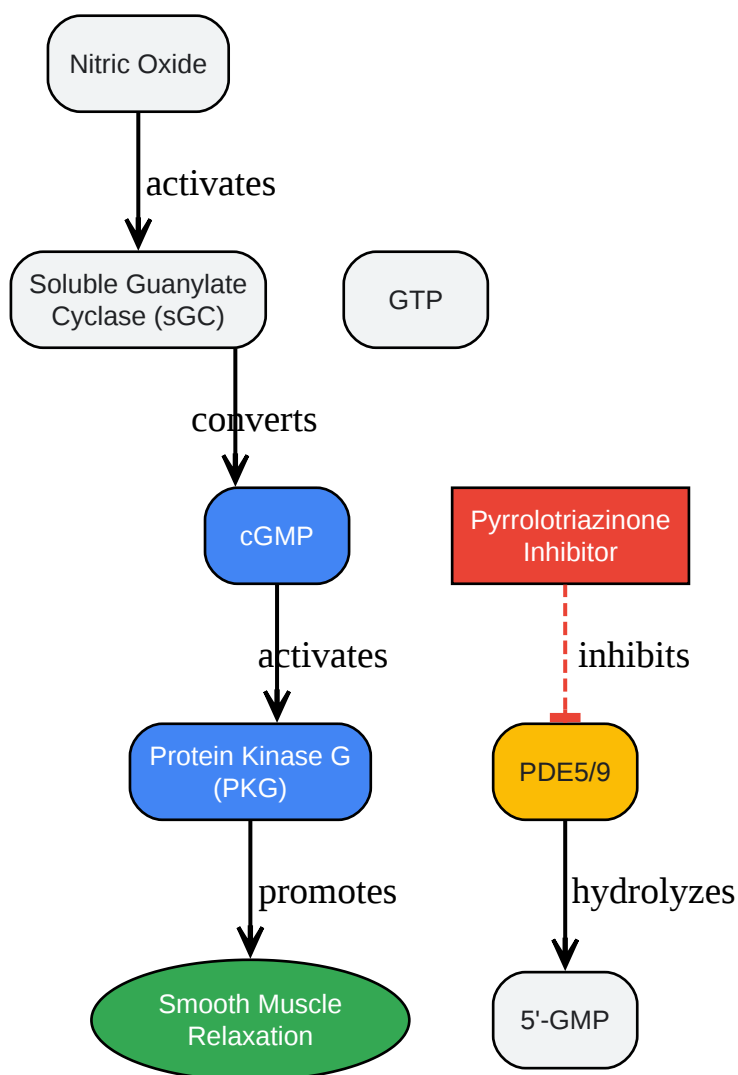 Nitric Oxide
activates
Soluble Guanylate
Cyclase (sGC)
GTP
converts
cGMP
Pyrrolotriazinone
Inhibitor
activates
inhibits
Protein Kinase G
(PKG)
PDE5/9
promotes
hydrolyzes
Smooth Muscle
Relaxation
5'-GMP